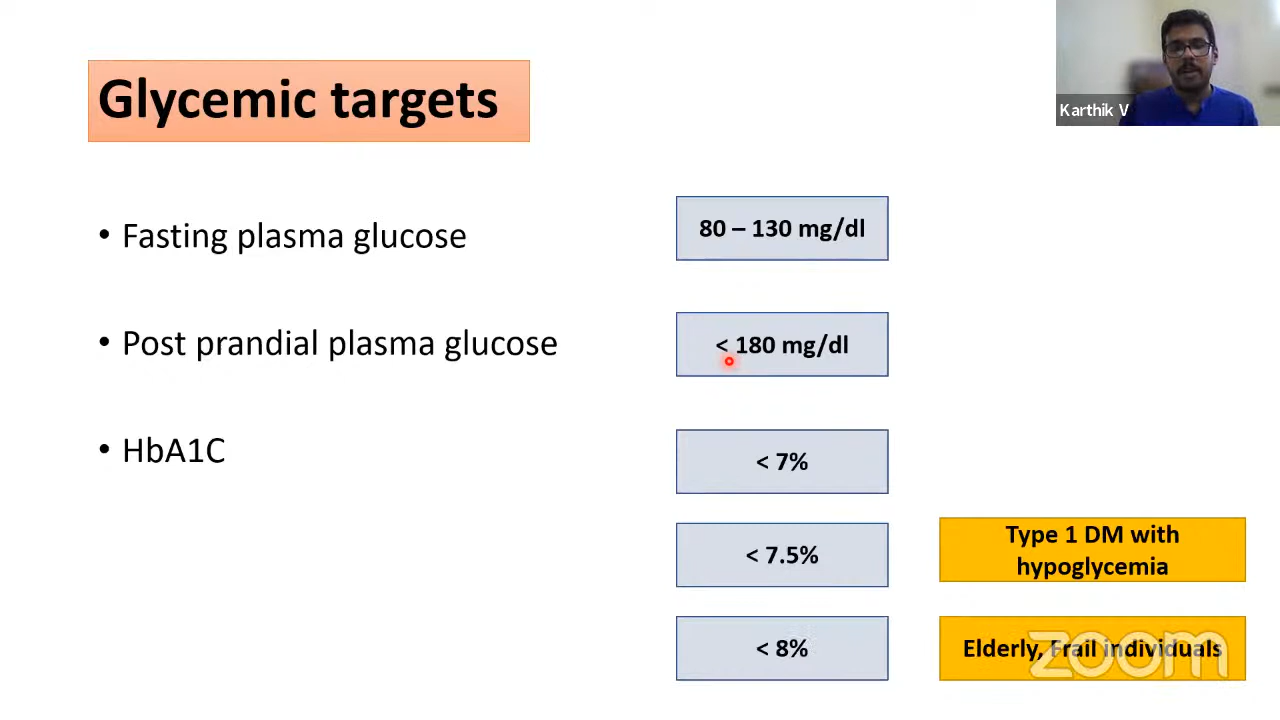 Karthik V
Glycemic targets
• Fasting plasma glucose
80 – 130 mg/dl
• Post prandial plasma glucose
< 180 mg/dl
• HbA1C
< 7%
< 7.5%
Type 1 DM with
hypoglycemia
< 8%
Elderly, Frail individuals
zoom